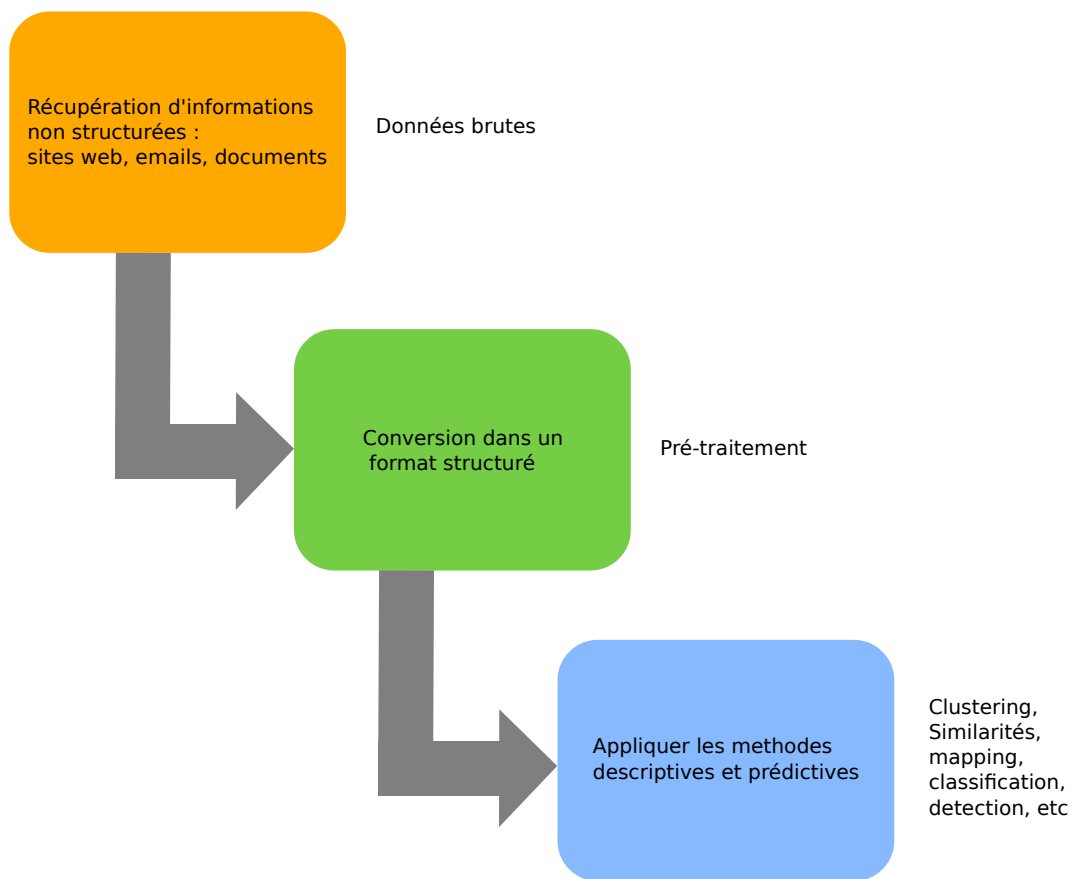 Récupération d'informations
non structurées :
sites web, emails, documents
Données brutes
Conversion dans un
format structuré
Pré-traitement
Appliquer les methodes
descriptives et prédictives
Clustering,
Similarités,
mapping,
classification,
detection, etc